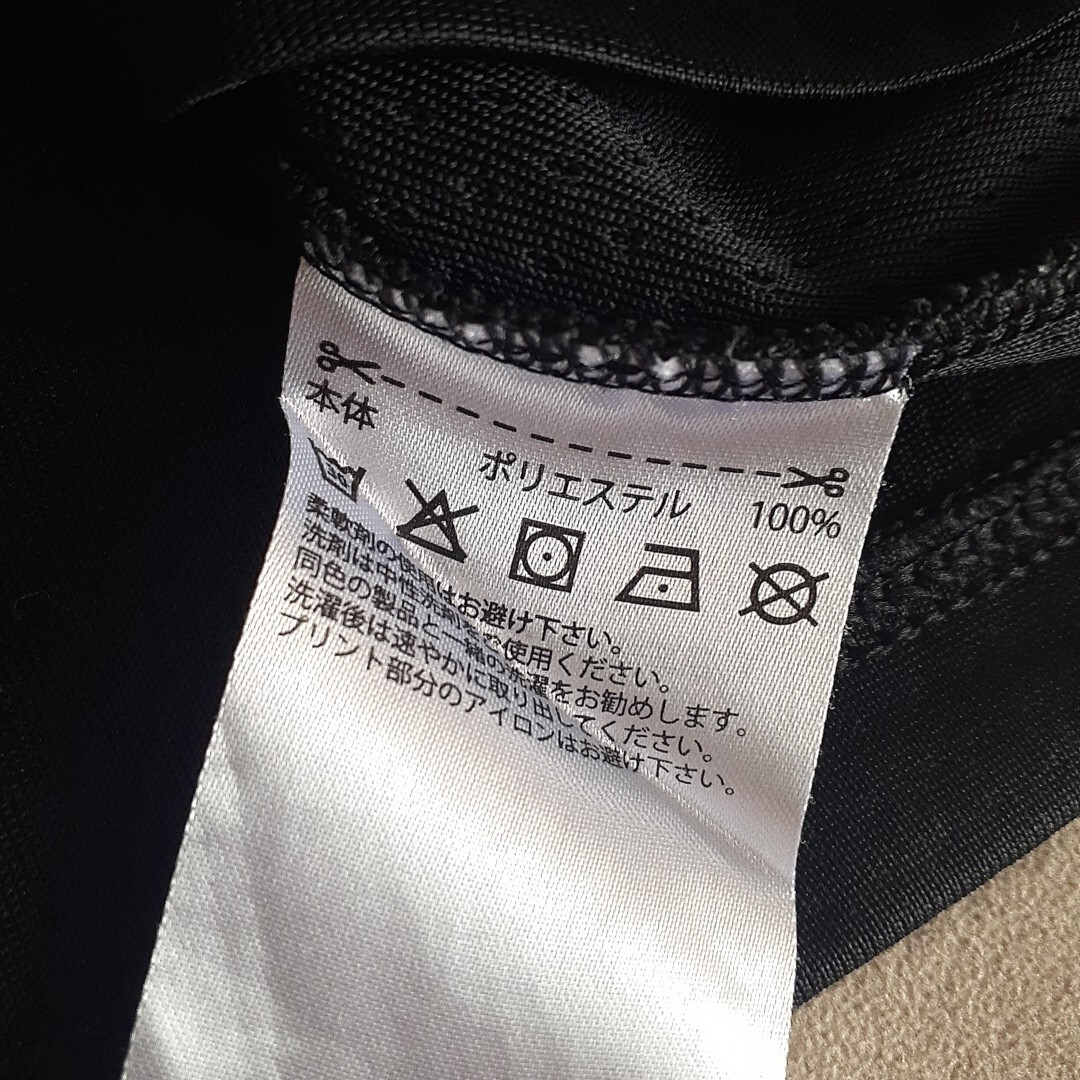 本体
ポリエステル 100%
柔軟剤の使用はお避け下さい。
洗剤は中性洗剤を御使用ください。
同色の製品と一緒の洗濯をお勧めします。
洗濯後は速やかに取り出してください。
プリント部分のアイロンはお避け下さい。